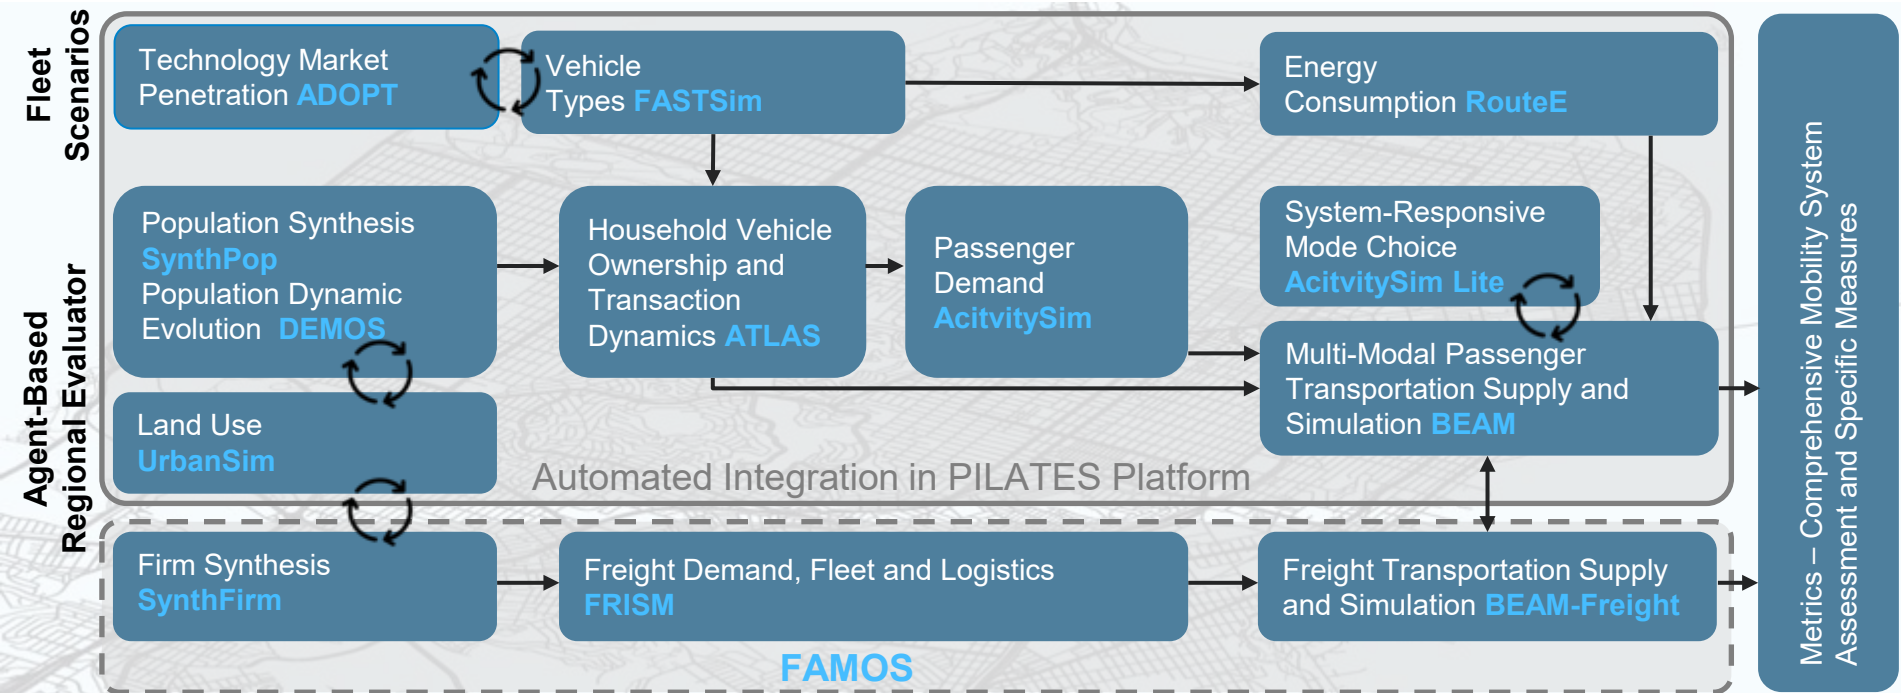 Fleet
Scenarios
Technology Market
Penetration ADOPT
Vehicle
Types FASTSim
Energy
Consumption RouteE
Agent-Based
Regional Evaluator
Population Synthesis
SynthPop
Population Dynamic
Evolution DEMOS
Household Vehicle
Ownership and
Transaction
Dynamics ATLAS
Passenger
Demand
AcitvitySim
System-Responsive
Mode Choice
AcitvitySim Lite
Multi-Modal Passenger
Transportation Supply and
Simulation BEAM
Land Use
UrbanSim
Automated Integration in PILATES Platform
Firm Synthesis
SynthFirm
Freight Demand, Fleet and Logistics
FRISM
Freight Transportation Supply
and Simulation BEAM-Freight
FAMOS
Metrics – Comprehensive Mobility System
Assessment and Specific Measures